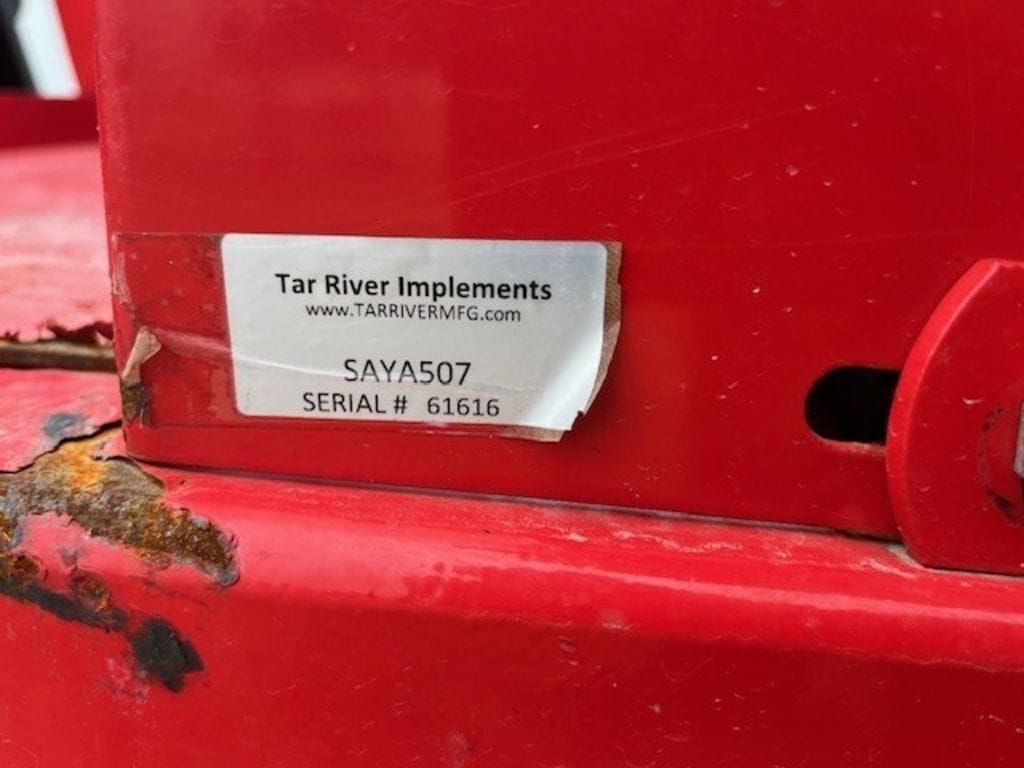 Tar River Implements
www.TARRIVERMFG.com
SAYA507
SERIAL # 61616